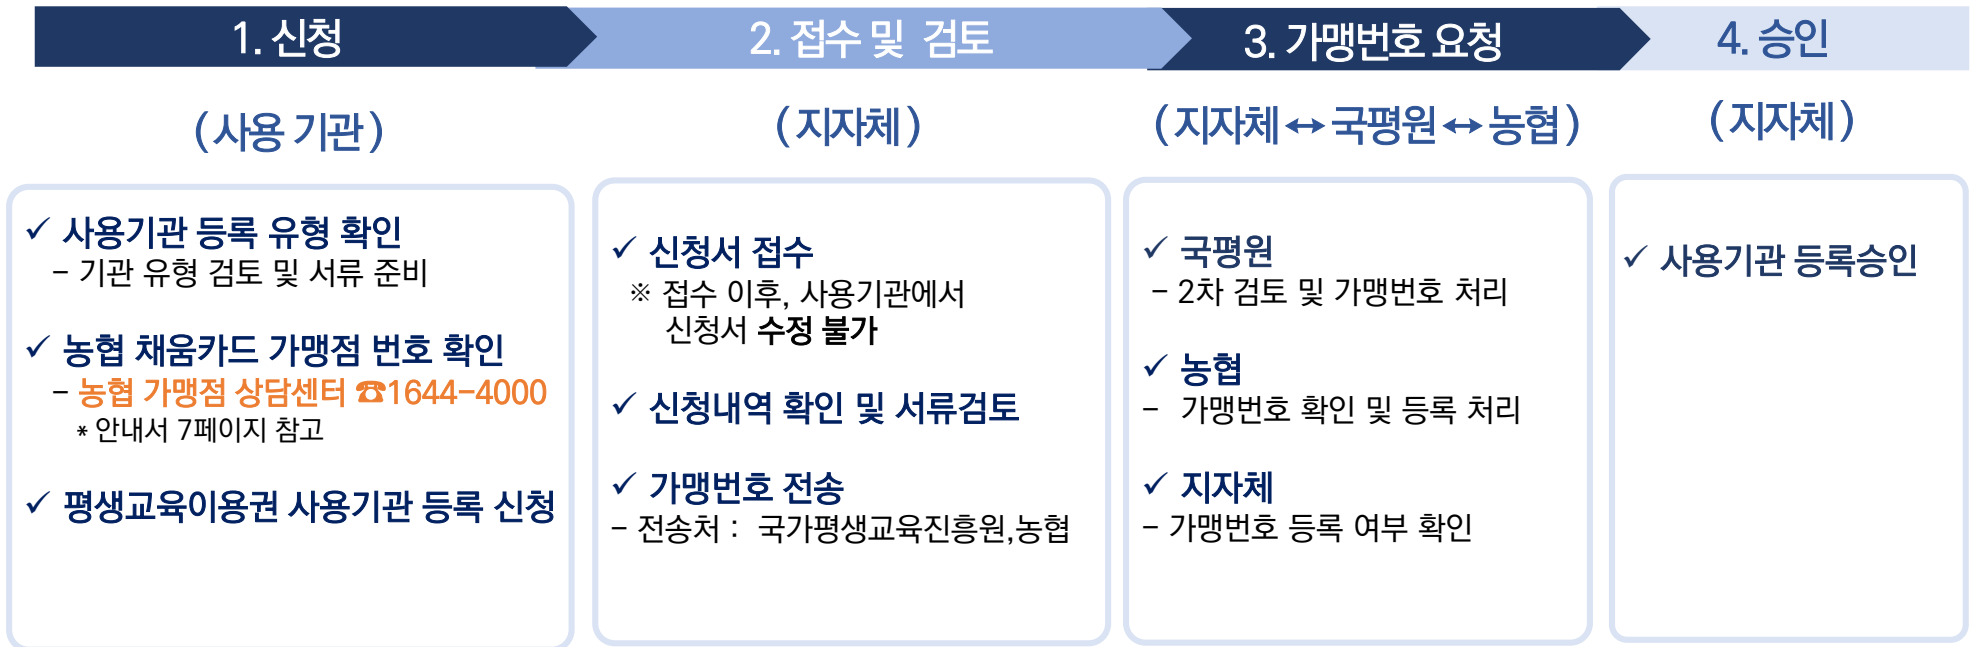 1. 신청
2. 접수 및 검토
3. 가맹번호 요청
4. 승인
( 사용 기관 )
( 지자체 )
( 지자체 ↔ 국평원 ↔ 농협 )
( 지자체 )
✓ 사용기관 등록 유형 확인
- 기관 유형 검토 및 서류 준비
✓ 농협 채움카드 가맹점 번호 확인
- 농협 가맹점 상담센터 ☎1644-4000
* 안내서 7페이지 참고
✓ 평생교육이용권 사용기관 등록 신청
✓ 신청서 접수
※ 접수 이후, 사용기관에서
신청서 수정 불가
✓ 신청내역 확인 및 서류검토
✓ 가맹번호 전송
- 전송처 : 국가평생교육진흥원,농협
✓ 국평원
- 2차 검토 및 가맹번호 처리
✓ 농협
- 가맹번호 확인 및 등록 처리
✓ 지자체
- 가맹번호 등록 여부 확인
✓ 사용기관 등록승인